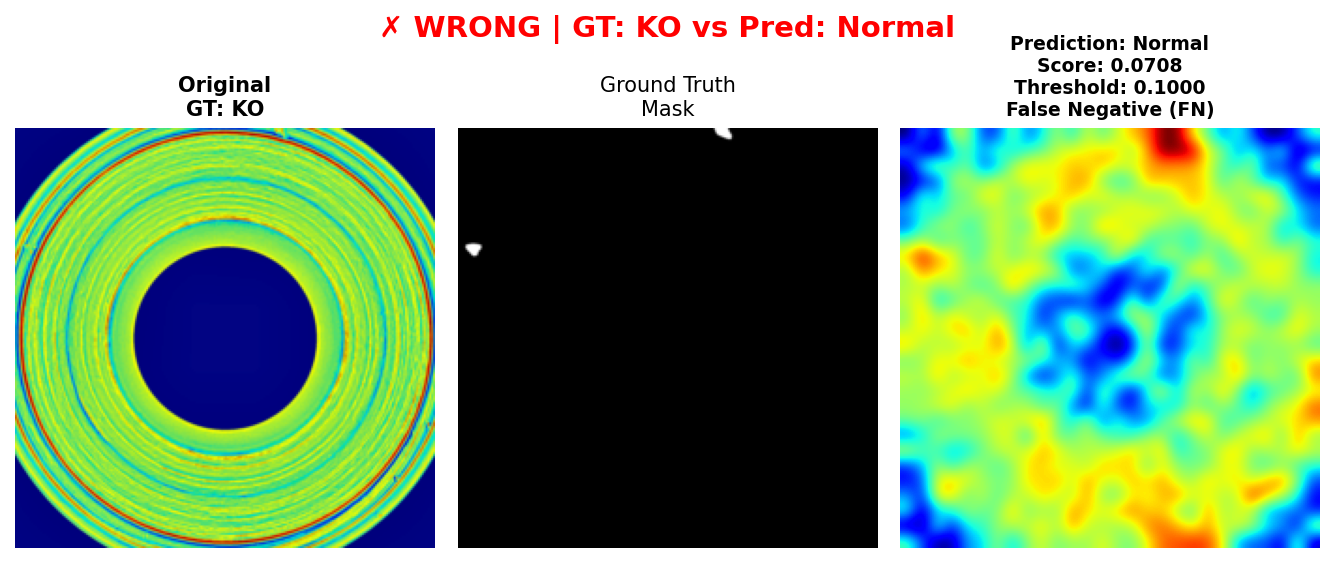 ✗ WRONG | GT: KO vs Pred: Normal
Original
GT: KO
Ground Truth
Mask
Prediction: Normal
Score: 0.0708
Threshold: 0.1000
False Negative (FN)